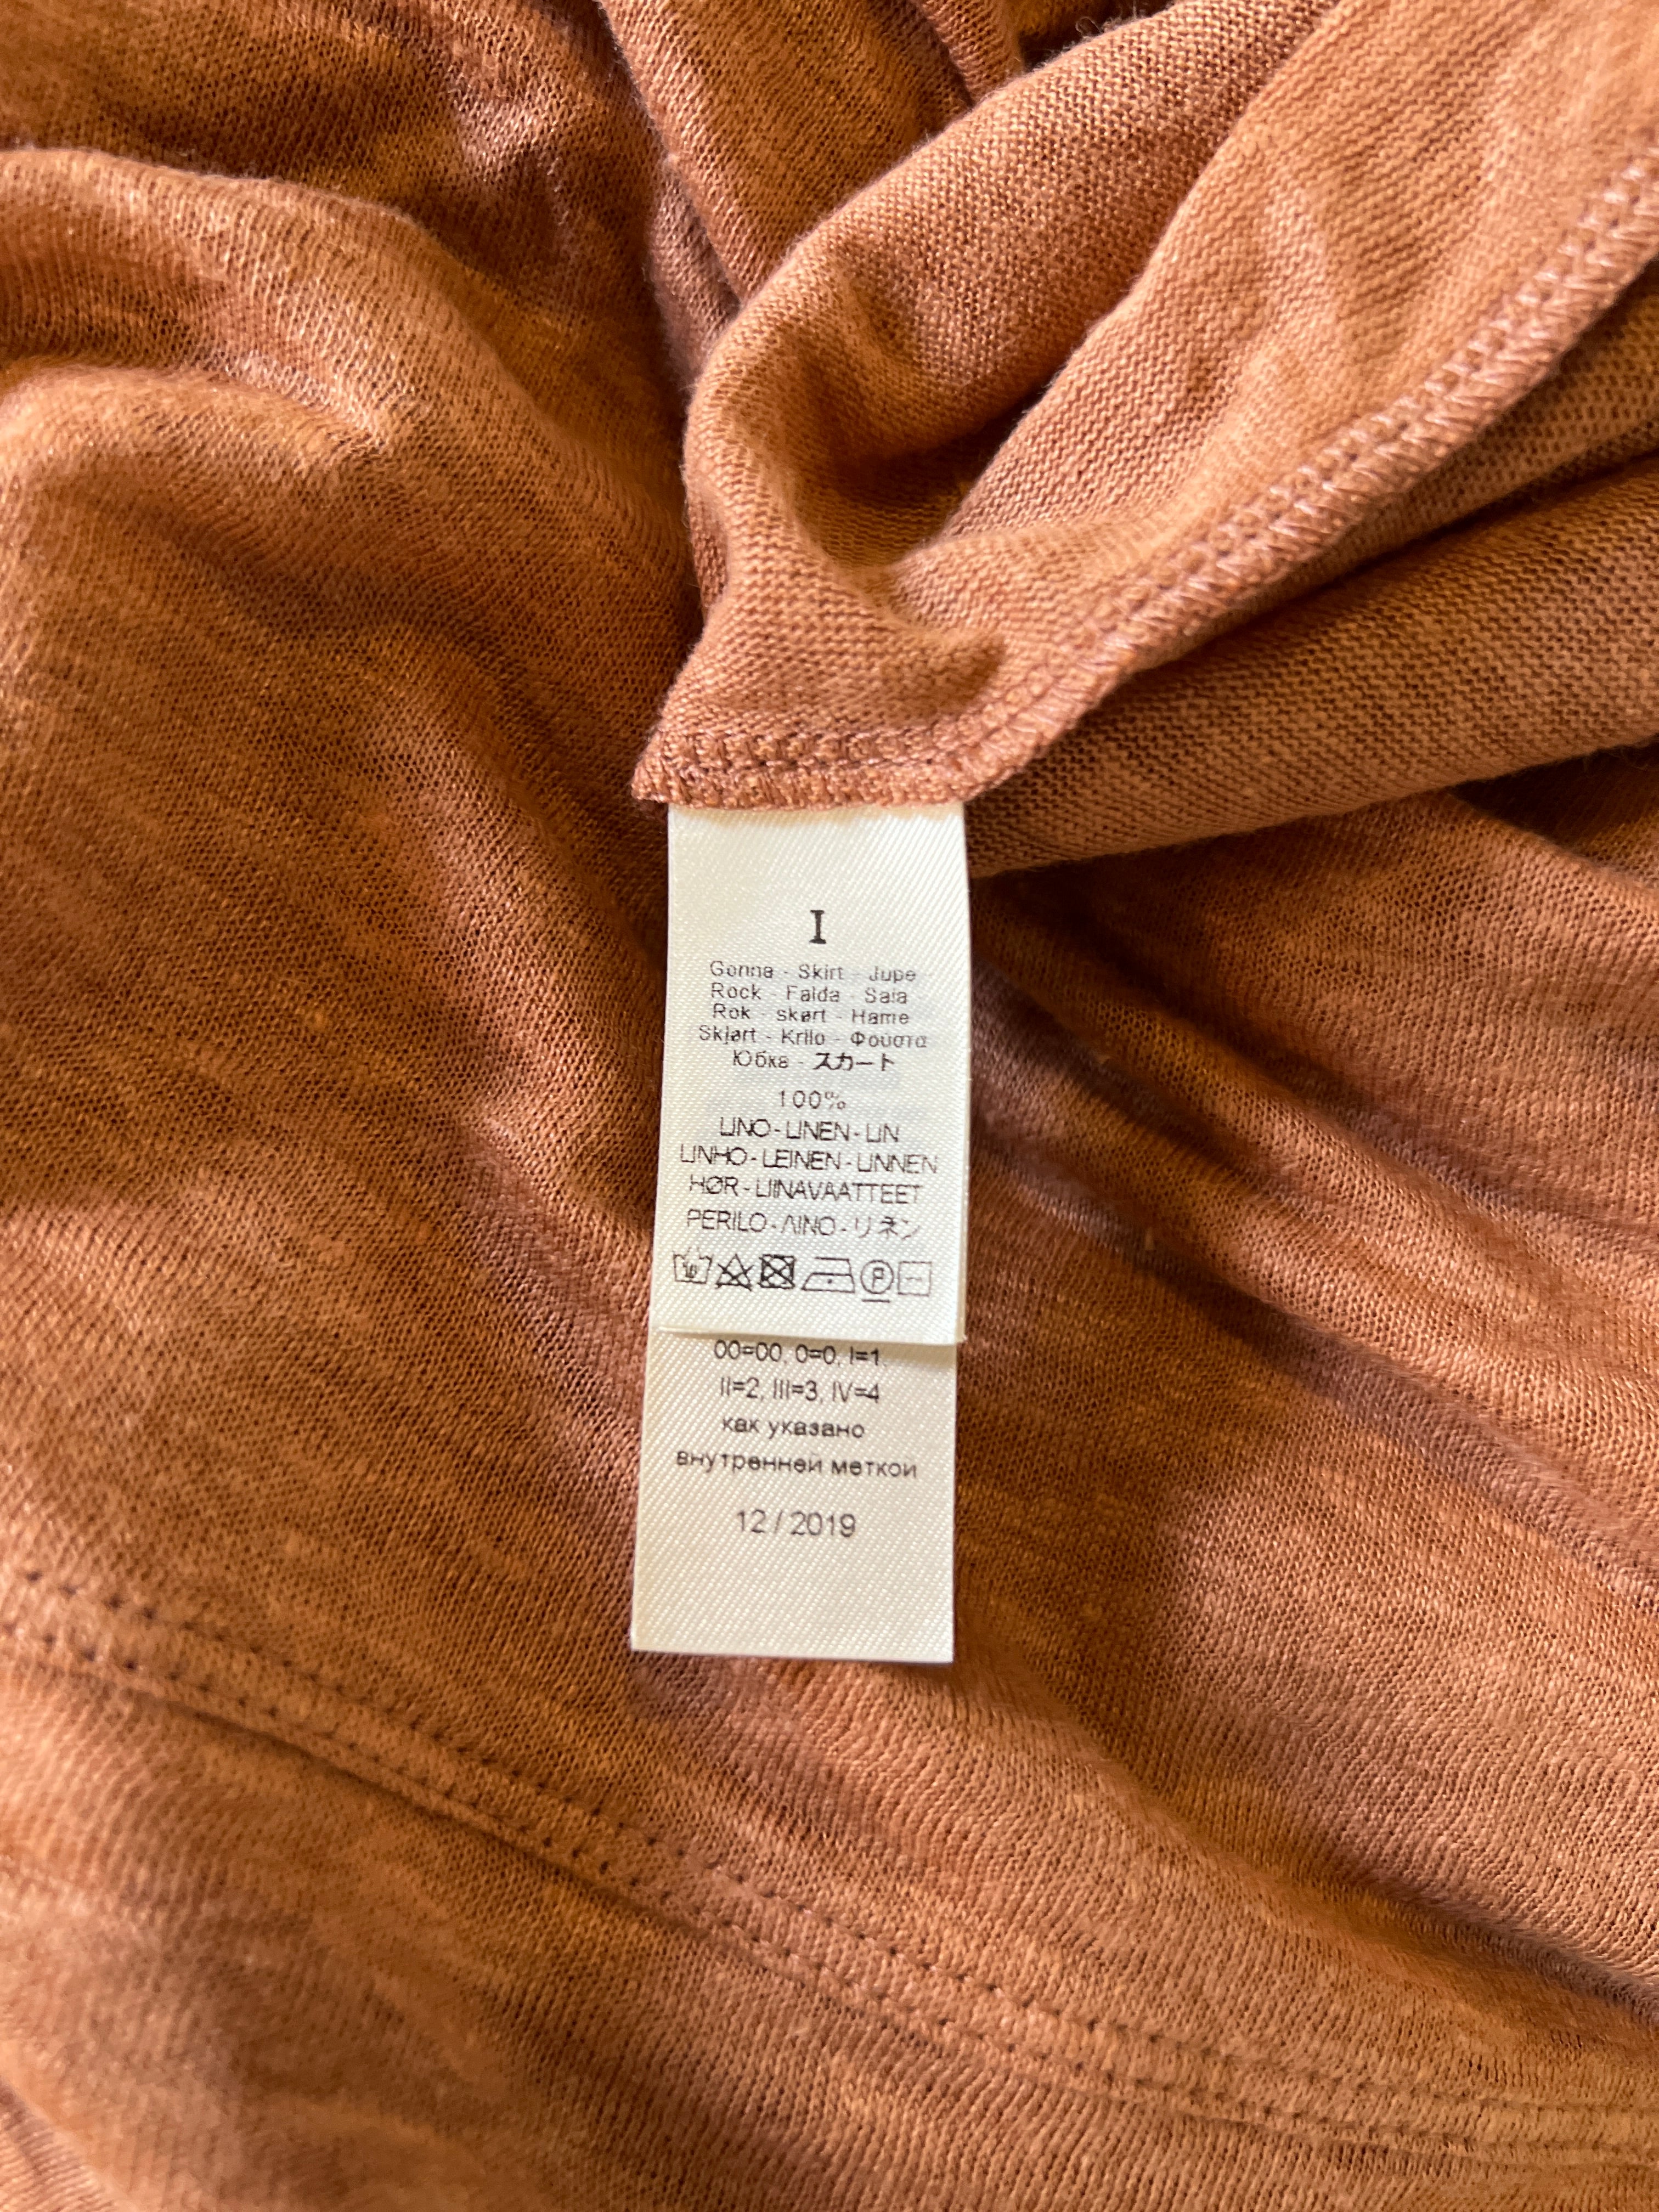 I
Gonna - Skirt - Jupe
Rock - Falda - Saia
Rok - skørt - Hame
Skjørt - Krilo - Φουστα
Юбка - スカート
100%
LINO - LINEN - LIN
LINHO - LEINEN - LINNEN
HØR - LIINAVAATTEET
PERILO - ΛΙΝΟ - リネン
P
00=00, 0=0, I=1,
II=2, III=3, IV=4
как указано
внутренней меткой
12 / 2019